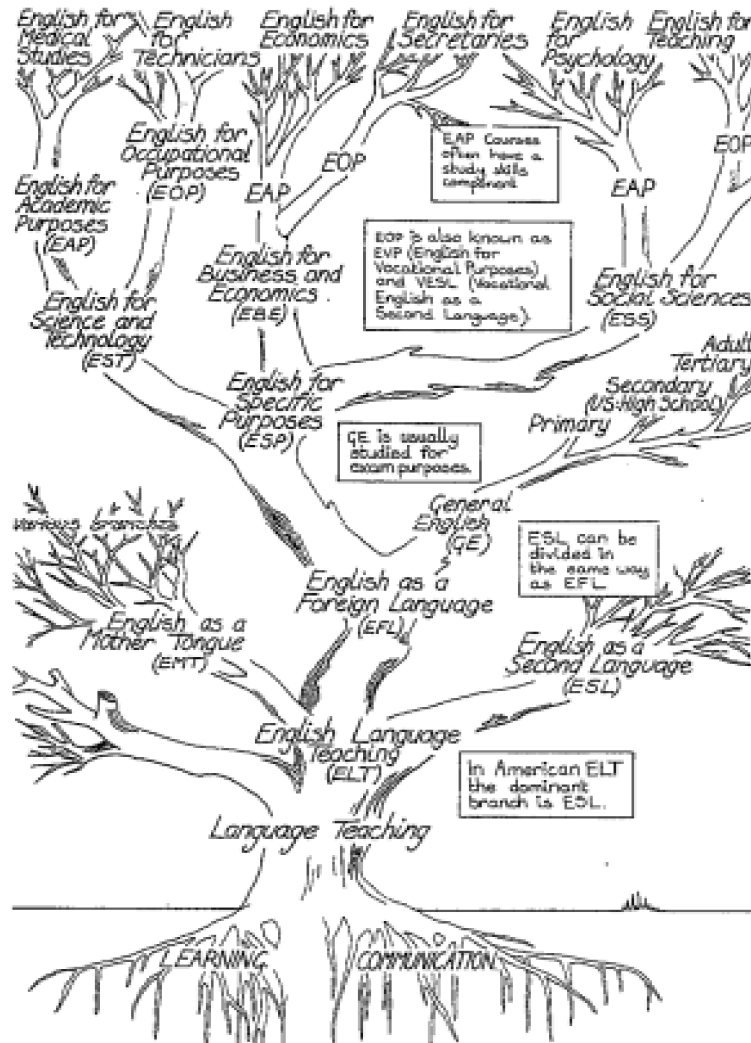 English for
Medical
Studies
English
for
Technicians
English for
Economics
English for
Secretaries
English
for
Psychology
English for
Teaching
English for
Occupational
Purposes
(EOP)
EAP
EOP
EAP Courses
often have a
study skills
compliment
EAP
EOP
English for
Academic
Purposes
(EAP)
English for
Business and
Economics
(EBE)
EOP is also known as
EVP (English for
Vocational Purposes)
and VESL (Vocational
English as a
Second Language).
English for
Social Sciences
(ESS)
English for
Science and
Technology
(EST)
English for
Specific
Purposes
(ESP)
Adult
Tertiary
Secondary
(US:High School)
Primary
GE is usually
studied for
exam purposes.
General
English
(GE)
various branches
ESL can be
divided in
the same way
as EFL
English as a
Foreign Language
(EFL)
English as a
Mother Tongue
(EMT)
English as a
Second Language
(ESL)
English Language
Teaching
(ELT)
In American ELT
the dominant
branch is ESL.
Language Teaching
LEARNING
COMMUNICATION